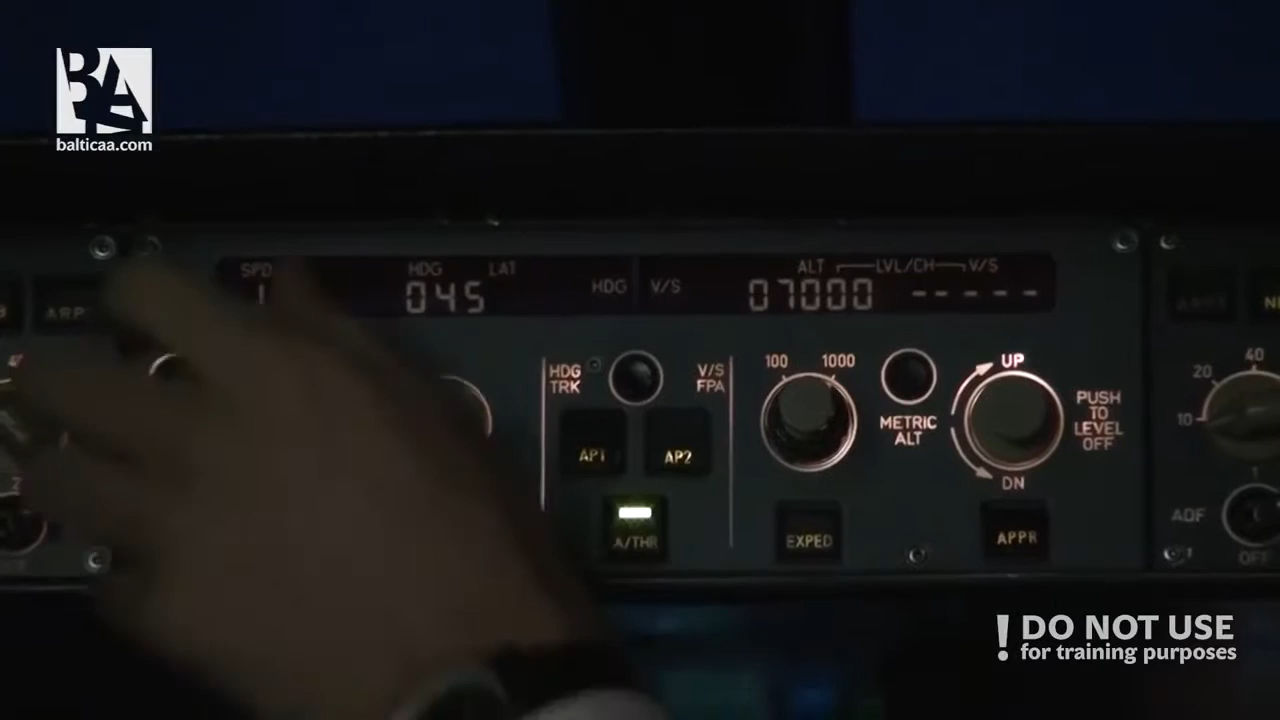 BA
balticaa.com
SPD HDG LAT HDG V/S ALT LVL/CH V/S
045 07000 -----
ARP
HDG
TRK
V/S
FPA
100 1000
UP
METRIC
ALT
PUSH
TO
LEVEL
OFF
DN
AP1 AP2
A/THR
EXPED
APPR
40
20
10
1
ADF
OFF
! DO NOT USE
for training purposes